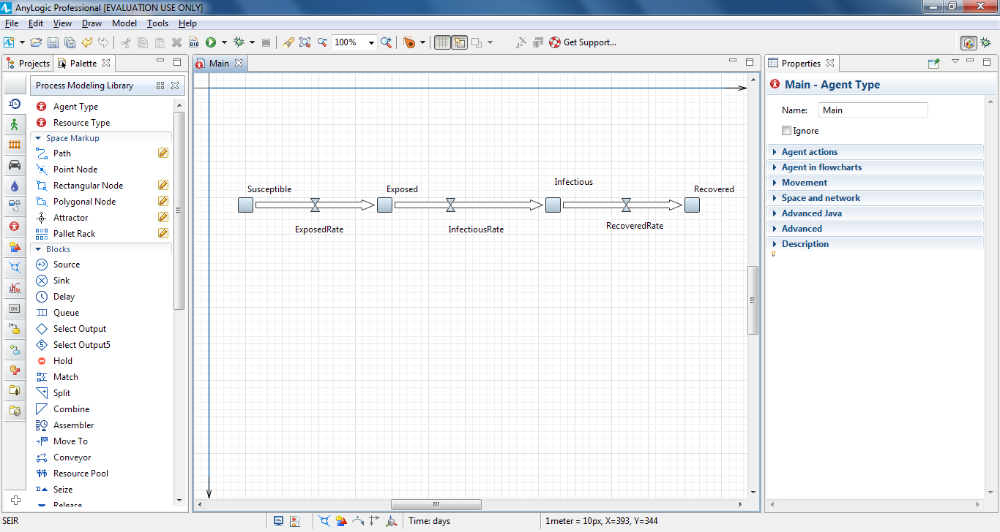 AnyLogic Professional [EVALUATION USE ONLY]
File Edit View Draw Model Tools Help
100% Get Support...
Projects Palette
Process Modeling Library
Agent Type
Resource Type
Space Markup
Path
Point Node
Rectangular Node
Polygonal Node
Attractor
Pallet Rack
Blocks
Source
Sink
Delay
Queue
Select Output
Select Output5
Hold
Match
Split
Combine
Assembler
Move To
Conveyor
Resource Pool
Seize
Release
Main
Susceptible Exposed Infectious Recovered
ExposedRate InfectiousRate RecoveredRate
Properties
Main - Agent Type
Name: Main
Ignore
Agent actions
Agent in flowcharts
Movement
Space and network
Advanced Java
Advanced
Description
SEIR
Time: days
1meter = 10px, X=393, Y=344